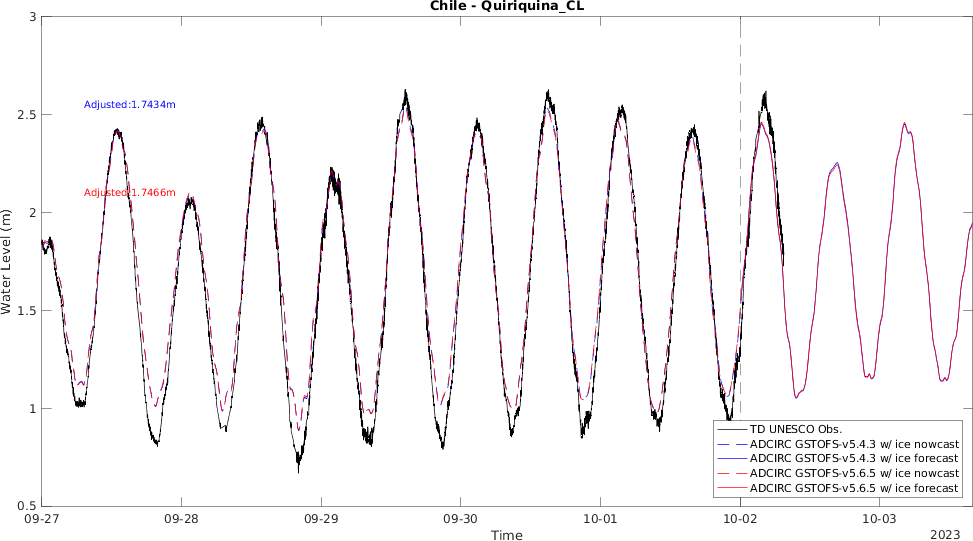 Chile - Quiriquina_CL
3
2.5
2
1.5
1
0.5
Water Level (m)
Adjusted:1.7434m
Adjusted:1.7466m
TD UNESCO Obs.
ADCIRC GSTOFS-v5.4.3 w/ ice nowcast
ADCIRC GSTOFS-v5.4.3 w/ ice forecast
ADCIRC GSTOFS-v5.6.5 w/ ice nowcast
ADCIRC GSTOFS-v5.6.5 w/ ice forecast
09-27 09-28 09-29 09-30 10-01 10-02 10-03
Time
2023